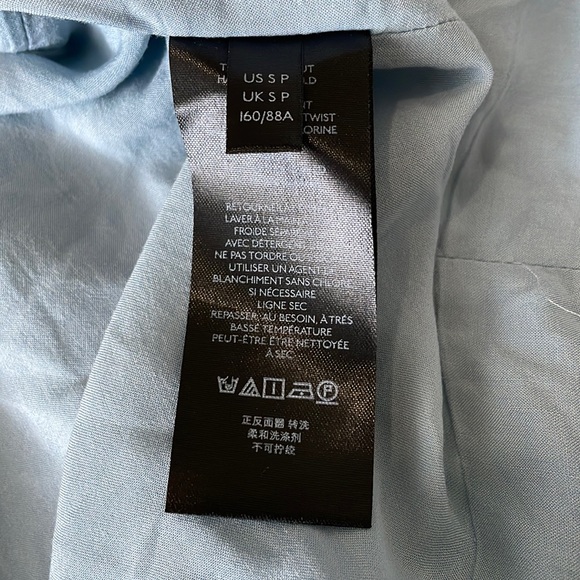 US S P
UK S P
160/88A
TWIST
RETOURNER À
LAVER À LA MAIN
FROIDE
AVEC DÉTERGENT
NE PAS TORDRE OU
UTILISER UN AGENT DE
BLANCHIMENT SANS CHLORE
SI NÉCESSAIRE
LIGNE SEC
REPASSER, AU BESOIN, À TRÉS
BASSE TEMPÉRATURE
PEUT-ÊTRE ÊTRE NETTOYÉE
À SEC
P
正反面翻 转洗
柔和洗涤剂
不可拧绞